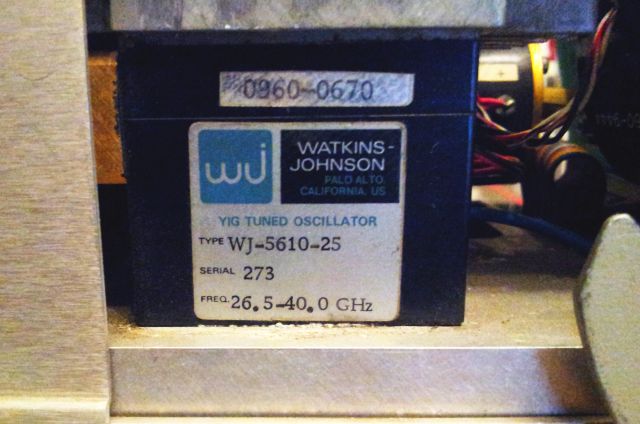 0960-0670
WJ
WATKINS-
JOHNSON
PALO ALTO,
CALIFORNIA, US
YIG TUNED OSCILLATOR
TYPE WJ-5610-25
SERIAL 273
FREQ. 26.5-40.0 GHz
+